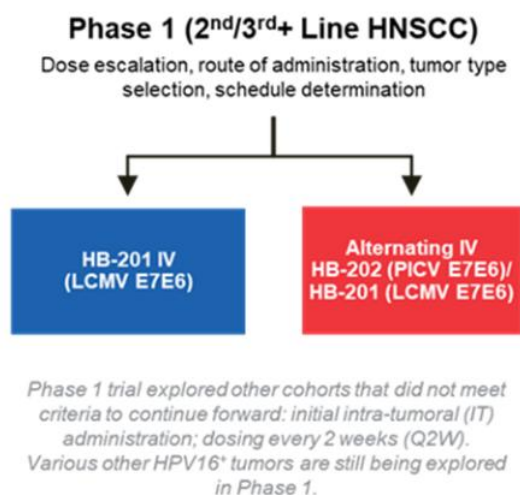 Phase 1 (2nd/3rd+ Line HNSCC)
Dose escalation, route of administration, tumor type
selection, schedule determination
HB-201 IV
(LCMV E7E6)
Alternating IV
HB-202 (PICV E7E6)/
HB-201 (LCMV E7E6)
Phase 1 trial explored other cohorts that did not meet
criteria to continue forward: initial intra-tumoral (IT)
administration; dosing every 2 weeks (Q2W).
Various other HPV16+ tumors are still being explored
in Phase 1.